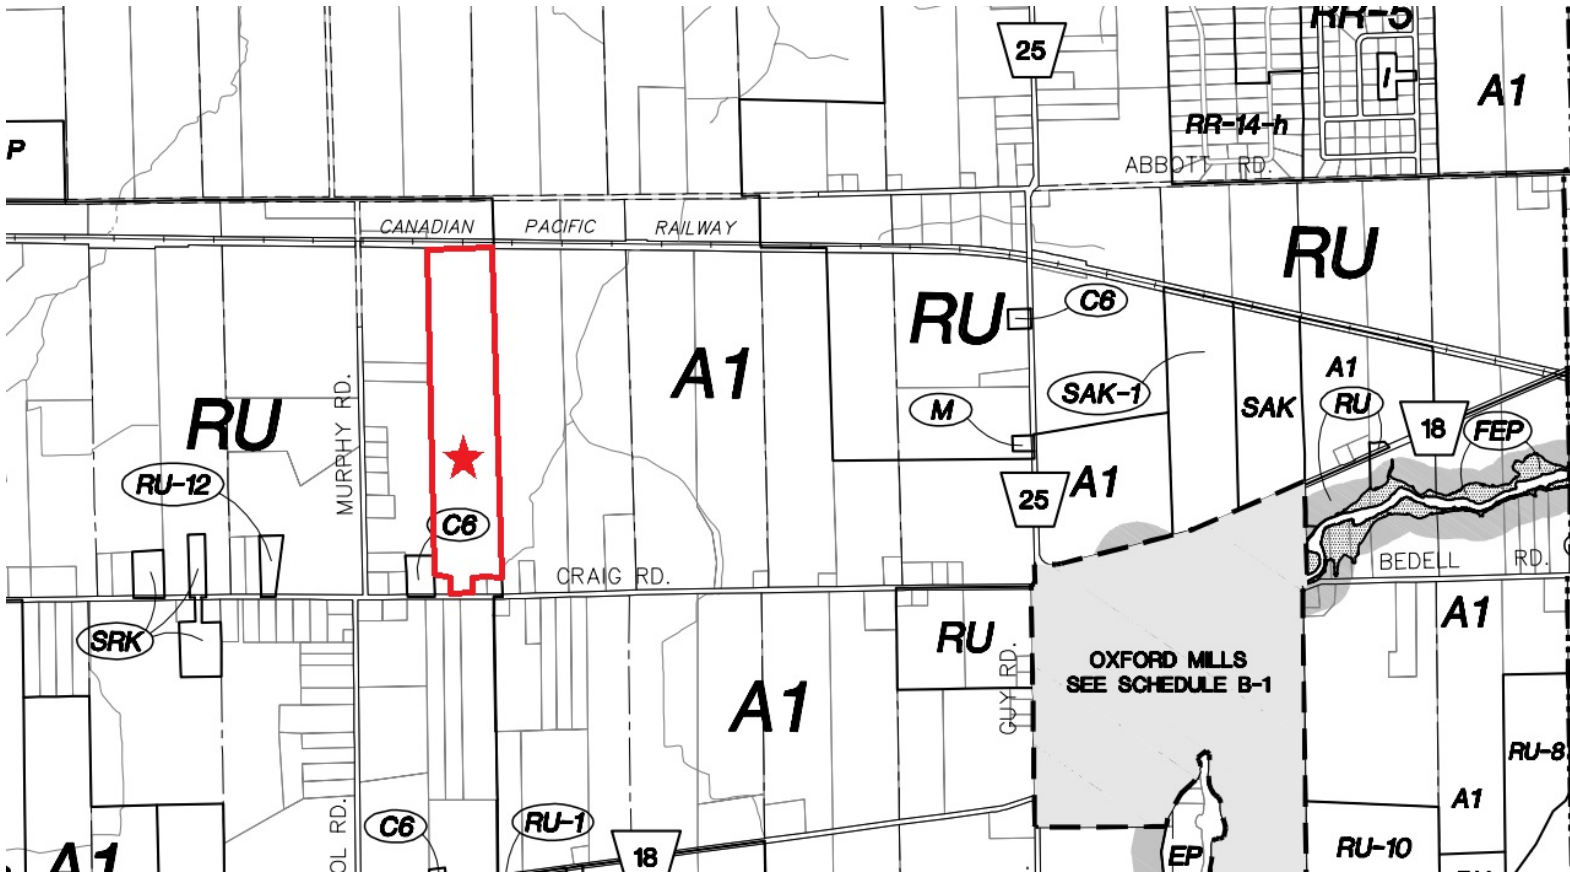 RR-5
25
I
A1
RR-14-h
P
ABBOTT RD.
CANADIAN PACIFIC RAILWAY
RU
C6
RU
A1
A1
MURPHY RD.
RU
SAK-1
M
SAK
RU
18
FEP
RU-12
A1
25
C6
CRAIG RD.
BEDELL RD.
SRK
RU
A1
GUY RD.
OXFORD MILLS
SEE SCHEDULE B-1
A1
RU-8
A1
OL RD.
C6
RU-1
18
EP
RU-10
A1